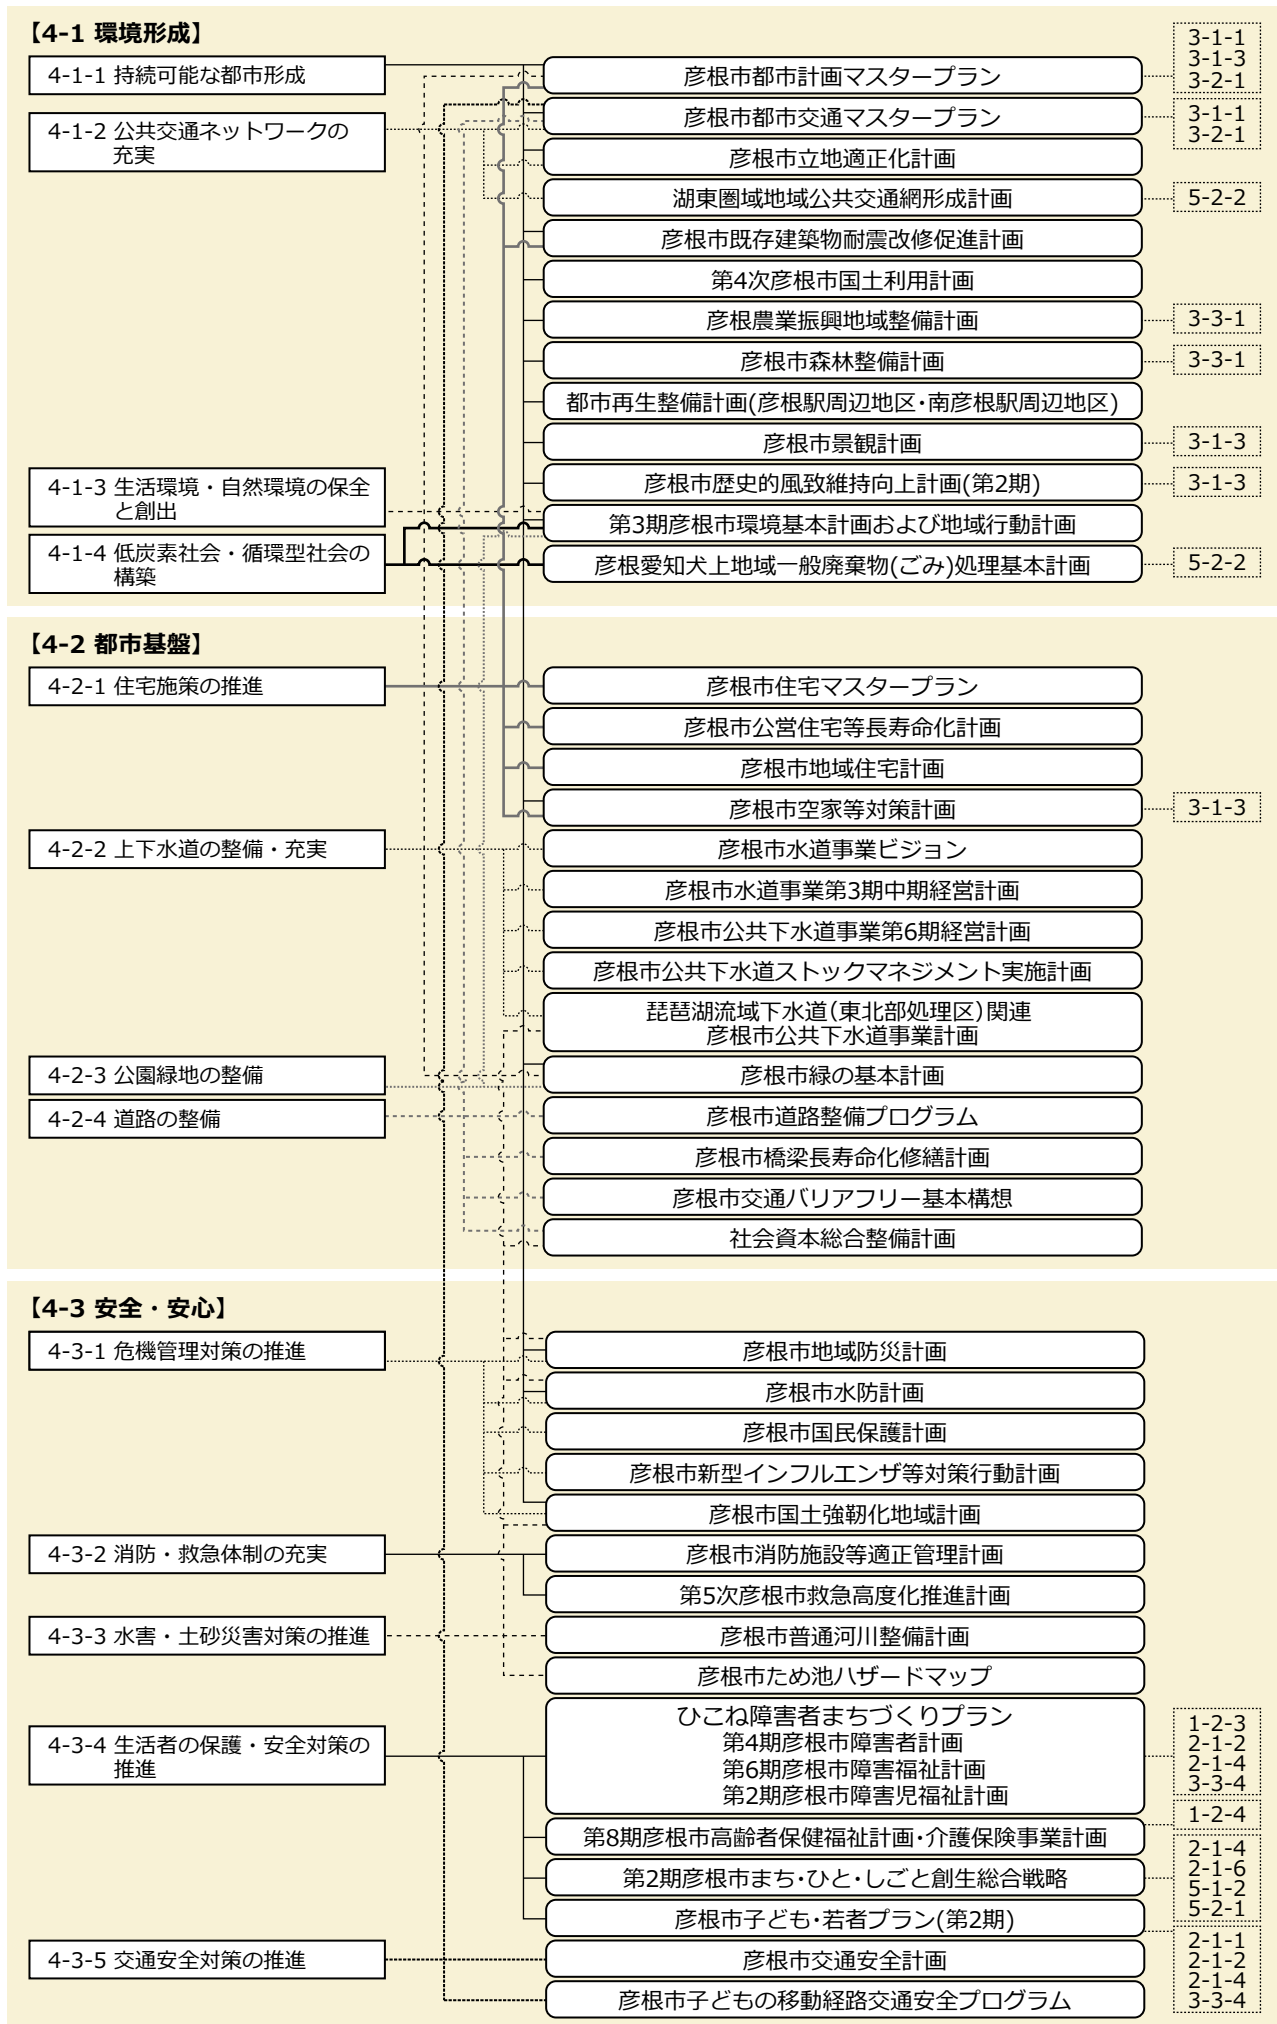 【4-1 環境形成】
4-1-1 持続可能な都市形成
4-1-2 公共交通ネットワークの
充実
4-1-3 生活環境・自然環境の保全
と創出
4-1-4 低炭素社会・循環型社会の
構築
彦根市都市計画マスタープラン
彦根市都市交通マスタープラン
彦根市立地適正化計画
湖東圏域地域公共交通網形成計画
彦根市既存建築物耐震改修促進計画
第4次彦根市国土利用計画
彦根農業振興地域整備計画
彦根市森林整備計画
都市再生整備計画(彦根駅周辺地区・南彦根駅周辺地区)
彦根市景観計画
彦根市歴史的風致維持向上計画(第2期)
第3期彦根市環境基本計画および地域行動計画
彦根愛知犬上地域一般廃棄物(ごみ)処理基本計画
3-1-1
3-1-3
3-2-1
3-1-1
3-2-1
5-2-2
3-3-1
3-3-1
3-1-3
3-1-3
5-2-2
【4-2 都市基盤】
4-2-1 住宅施策の推進
4-2-2 上下水道の整備・充実
4-2-3 公園緑地の整備
4-2-4 道路の整備
彦根市住宅マスタープラン
彦根市公営住宅等長寿命化計画
彦根市地域住宅計画
彦根市空家等対策計画
彦根市水道事業ビジョン
彦根市水道事業第3期中期経営計画
彦根市公共下水道事業第6期経営計画
彦根市公共下水道ストックマネジメント実施計画
琵琶湖流域下水道(東北部処理区)関連
彦根市公共下水道事業計画
彦根市緑の基本計画
彦根市道路整備プログラム
彦根市橋梁長寿命化修繕計画
彦根市交通バリアフリー基本構想
社会資本総合整備計画
3-1-3
【4-3 安全・安心】
4-3-1 危機管理対策の推進
4-3-2 消防・救急体制の充実
4-3-3 水害・土砂災害対策の推進
4-3-4 生活者の保護・安全対策の
推進
4-3-5 交通安全対策の推進
彦根市地域防災計画
彦根市水防計画
彦根市国民保護計画
彦根市新型インフルエンザ等対策行動計画
彦根市国土強靭化地域計画
彦根市消防施設等適正管理計画
第5次彦根市救急高度化推進計画
彦根市普通河川整備計画
彦根市ため池ハザードマップ
ひこね障害者まちづくりプラン
第4期彦根市障害者計画
第6期彦根市障害福祉計画
第2期彦根市障害児福祉計画
第8期彦根市高齢者保健福祉計画・介護保険事業計画
第2期彦根市まち・ひと・しごと創生総合戦略
彦根市子ども・若者プラン(第2期)
彦根市交通安全計画
彦根市子どもの移動経路交通安全プログラム
1-2-3
2-1-2
2-1-4
3-3-4
1-2-4
2-1-4
2-1-6
5-1-2
5-2-1
2-1-1
2-1-2
2-1-4
3-3-4